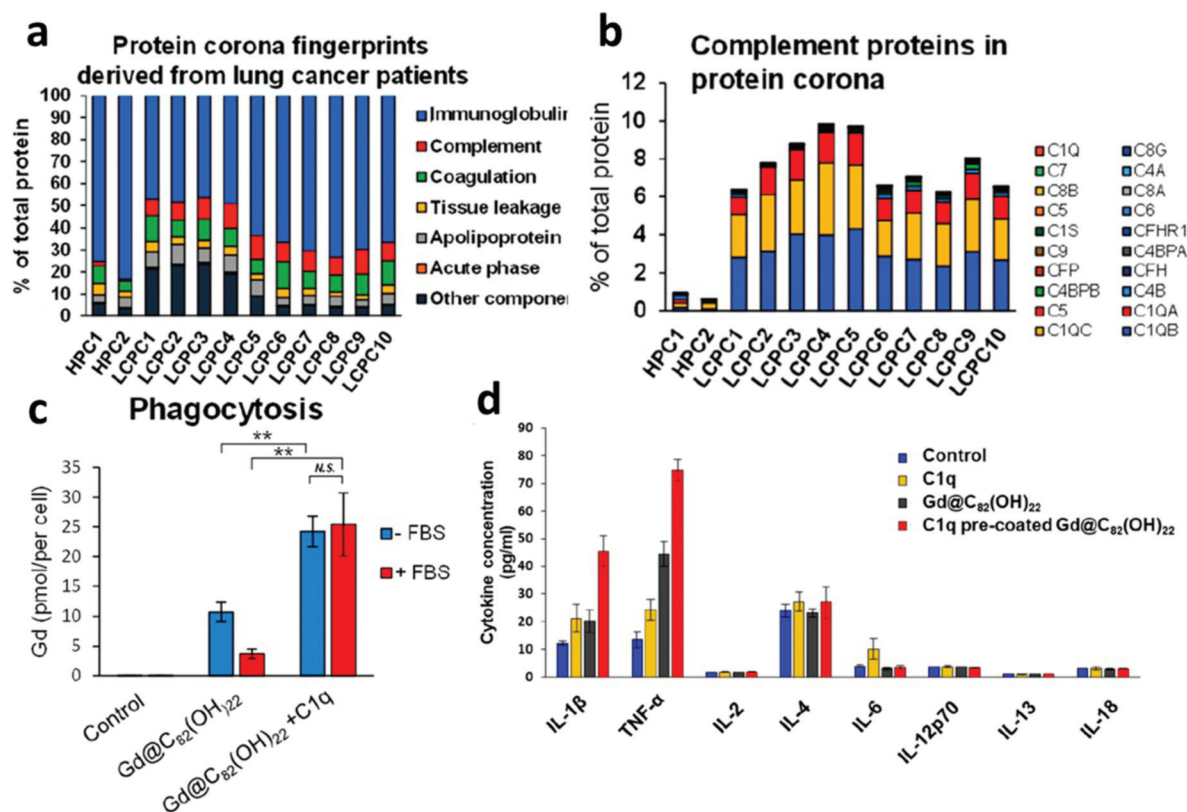 a
Protein corona fingerprints
derived from lung cancer patients
% of total protein
100
90
80
70
60
50
40
30
20
10
0
HPC1
HPC2
LCPC1
LCPC2
LCPC3
LCPC4
LCPC5
LCPC6
LCPC7
LCPC8
LCPC9
LCPC10
Immunoglobulin
Complement
Coagulation
Tissue leakage
Apolipoprotein
Acute phase
Other compone
b
Complement proteins in
protein corona
% of total protein
12
10
8
6
4
2
0
HPC1
HPC2
LCPC1
LCPC2
LCPC3
LCPC4
LCPC5
LCPC6
LCPC7
LCPC8
LCPC9
LCPC10
C1Q C8G
C7 C4A
C8B C8A
C5 C6
C1S CFHR1
C9 C4BPA
CFP CFH
C4BPB C4B
C5 C1QA
C1QC C1QB
c
Phagocytosis
Gd (pmol/per cell)
35
30
25
20
15
10
5
0
**
**
N.S.
- FBS
+ FBS
Control
Gd@C82(OH)22
Gd@C82(OH)22 +C1q
d
Cytokine concentration
(pg/ml)
90
80
70
60
50
40
30
20
10
0
Control
C1q
Gd@C82(OH)22
C1q pre-coated Gd@C82(OH)22
IL-1β
TNF-α
IL-2
IL-4
IL-6
IL-12p70
IL-13
IL-18